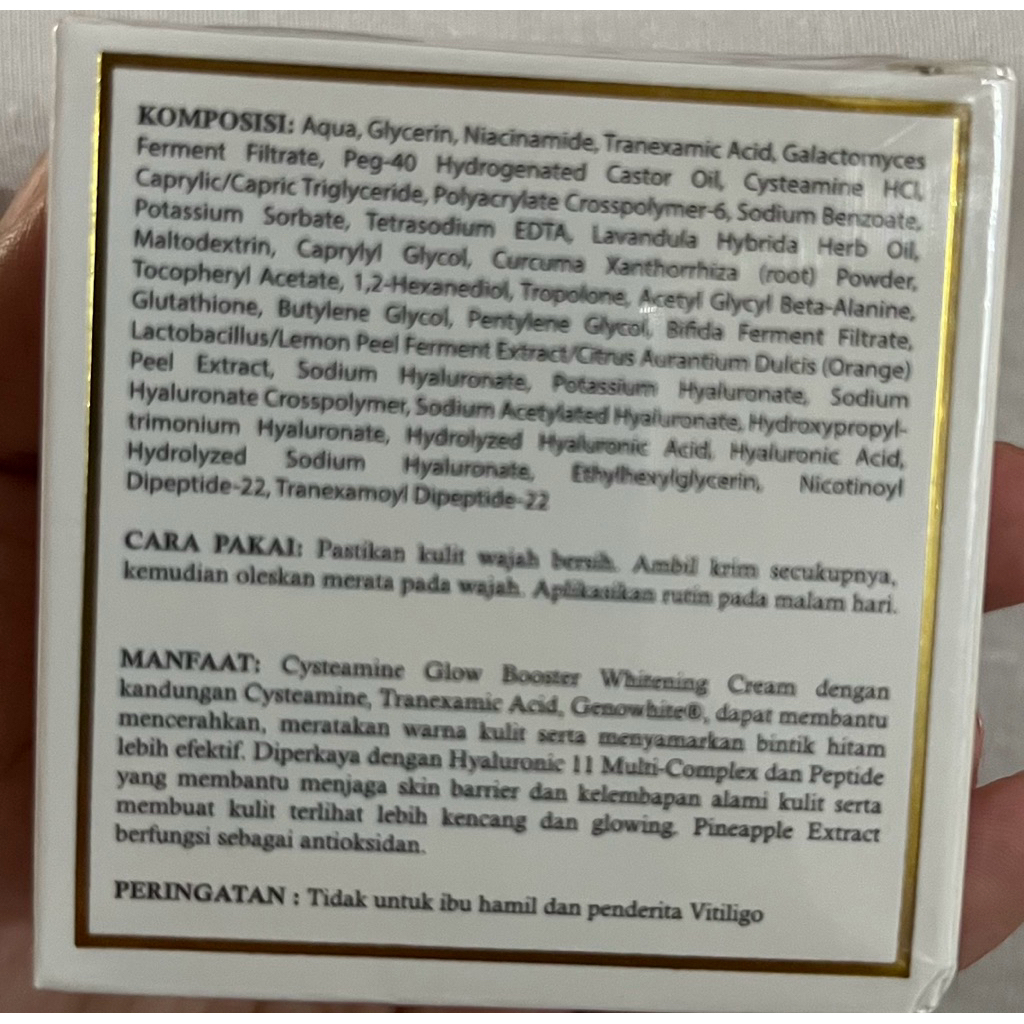 KOMPOSISI: Aqua, Glycerin, Niacinamide, Tranexamic Acid, Galactomyces
Ferment Filtrate, Peg-40 Hydrogenated Castor Oil, Cysteamine HCl,
Caprylic/Capric Triglyceride, Polyacrylate Crosspolymer-6, Sodium Benzoate,
Potassium Sorbate, Tetrasodium EDTA, Lavandula Hybrida Herb Oil,
Maltodextrin, Caprylyl Glycol, Curcuma Xanthorrhiza (root) Powder,
Tocopheryl Acetate, 1,2-Hexanediol, Tropolone, Acetyl Glycyl Beta-Alanine,
Glutathione, Butylene Glycol, Pentylene Glycol, Bifida Ferment Filtrate,
Lactobacillus/Lemon Peel Ferment Extract/Citrus Aurantium Dulcis (Orange)
Peel Extract, Sodium Hyaluronate, Potassium Hyaluronate, Sodium
Hyaluronate Crosspolymer, Sodium Acetylated Hyaluronate, Hydroxypropyl-
trimonium Hyaluronate, Hydrolyzed Hyaluronic Acid, Hyaluronic Acid,
Hydrolyzed Sodium Hyaluronate, Ethylhexylglycerin, Nicotinoyl
Dipeptide-22, Tranexamoyl Dipeptide-22
CARA PAKAI: Pastikan kulit wajah bersih. Ambil krim secukupnya,
kemudian oleskan merata pada wajah. Aplikasikan rutin pada malam hari.
MANFAAT: Cysteamine Glow Booster Whitening Cream dengan
kandungan Cysteamine, Tranexamic Acid, Genowhite®, dapat membantu
mencerahkan, meratakan warna kulit serta menyamarkan bintik hitam
lebih efektif. Diperkaya dengan Hyaluronic 11 Multi-Complex dan Peptide
yang membantu menjaga skin barrier dan kelembapan alami kulit serta
membuat kulit terlihat lebih kencang dan glowing. Pineapple Extract
berfungsi sebagai antioksidan.
PERINGATAN : Tidak untuk ibu hamil dan penderita Vitiligo